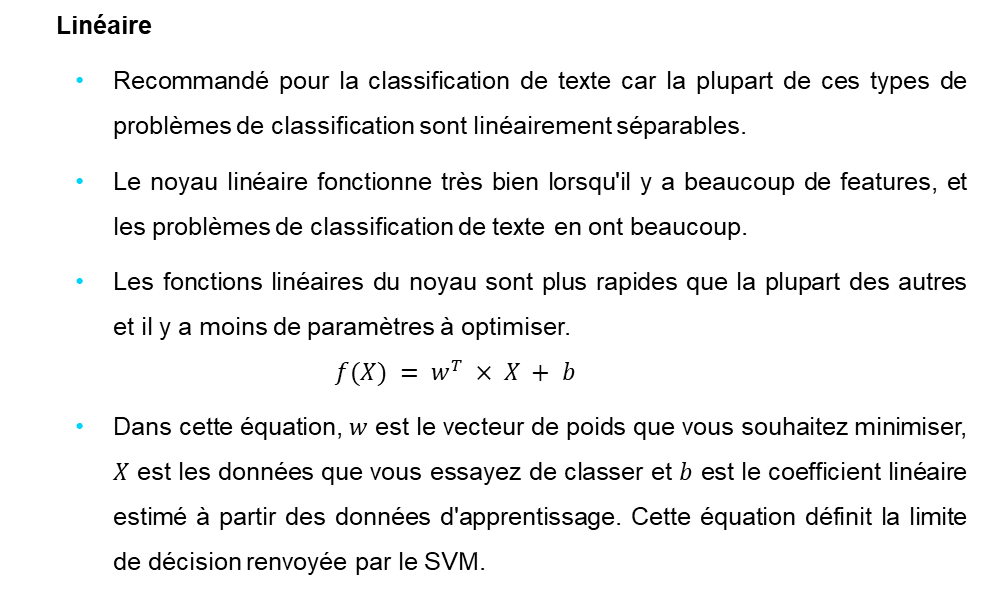 Linéaire
• Recommandé pour la classification de texte car la plupart de ces types de
problèmes de classification sont linéairement séparables.
• Le noyau linéaire fonctionne très bien lorsqu'il y a beaucoup de features, et
les problèmes de classification de texte en ont beaucoup.
• Les fonctions linéaires du noyau sont plus rapides que la plupart des autres
et il y a moins de paramètres à optimiser.
f(X) = wᵀ × X + b
• Dans cette équation, w est le vecteur de poids que vous souhaitez minimiser,
X est les données que vous essayez de classer et b est le coefficient linéaire
estimé à partir des données d'apprentissage. Cette équation définit la limite
de décision renvoyée par le SVM.